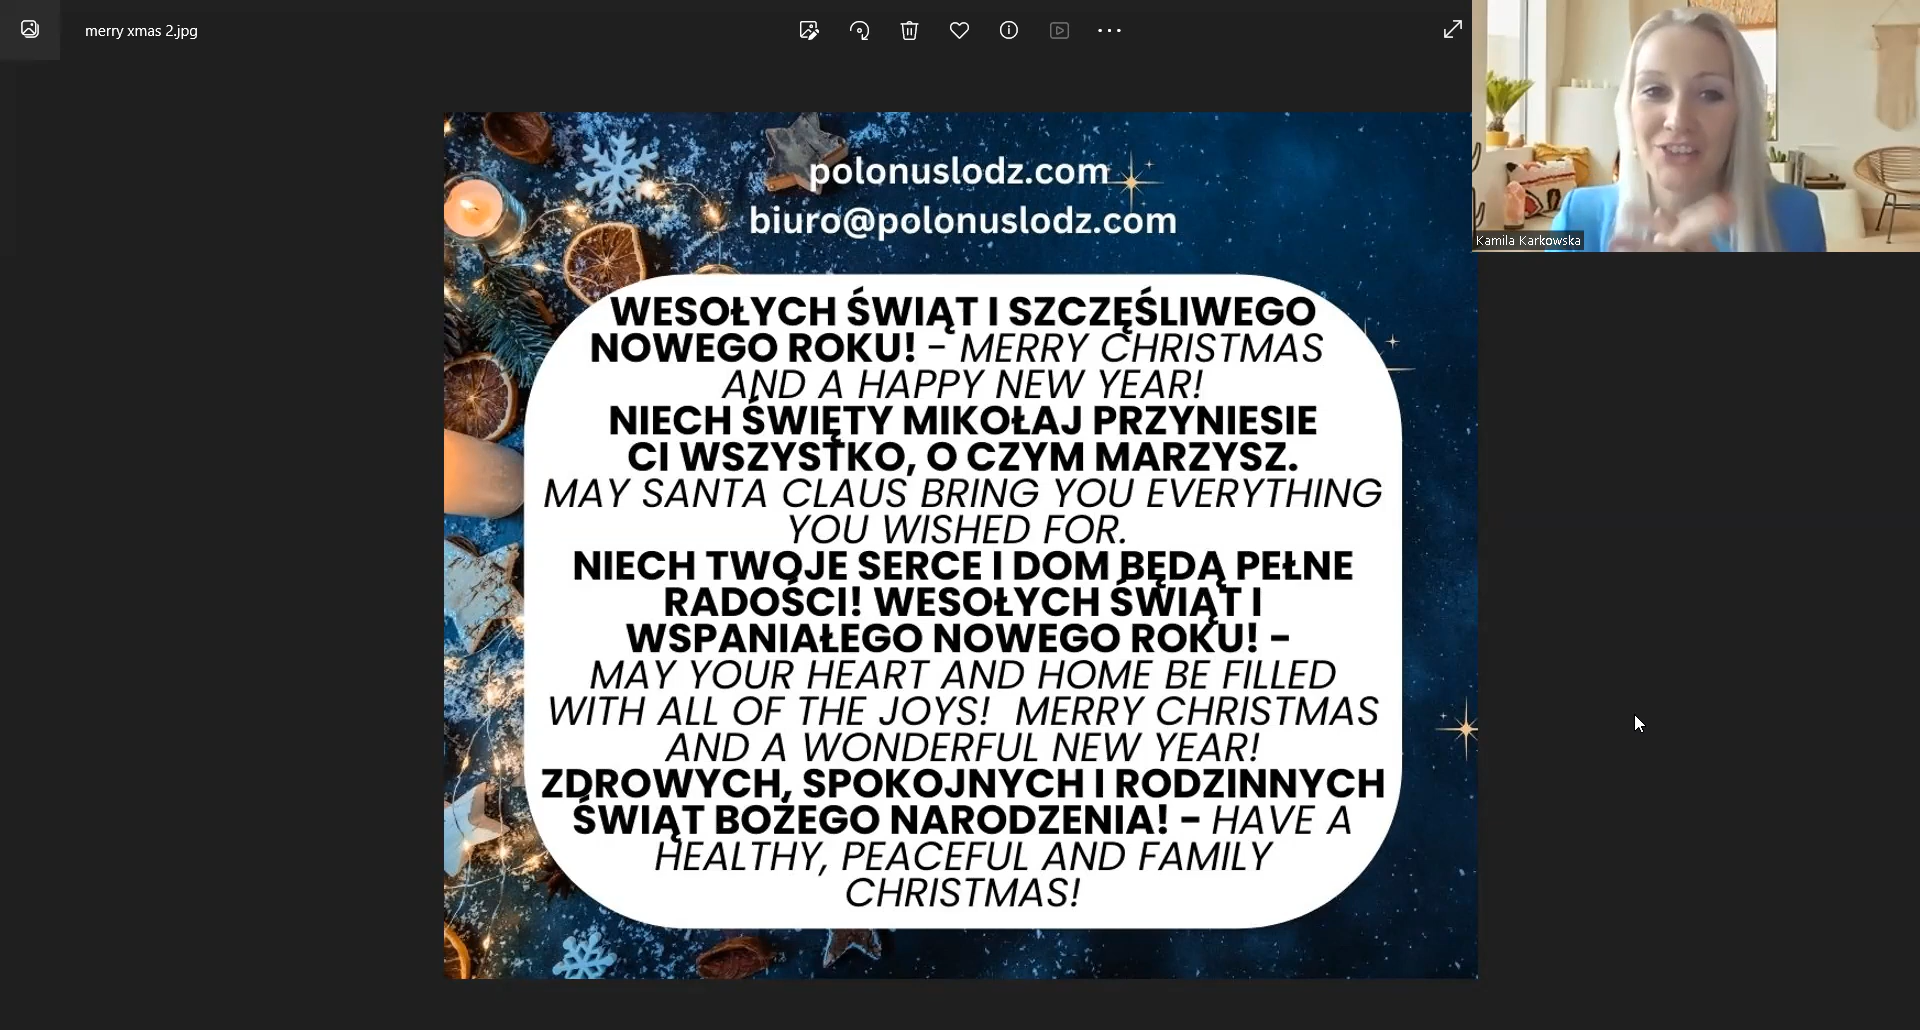 merry xmas 2.jpg
Kamila Karkowska
polonuslodz.com
biuro@polonuslodz.com
WESOŁYCH ŚWIĄT I SZCZĘŚLIWEGO
NOWEGO ROKU! - MERRY CHRISTMAS
AND A HAPPY NEW YEAR!
NIECH ŚWIĘTY MIKOŁAJ PRZYNIESIE
CI WSZYSTKO, O CZYM MARZYSZ.
MAY SANTA CLAUS BRING YOU EVERYTHING
YOU WISHED FOR.
NIECH TWOJE SERCE I DOM BĘDĄ PEŁNE
RADOŚCI! WESOŁYCH ŚWIĄT I
WSPANIAŁEGO NOWEGO ROKU! -
MAY YOUR HEART AND HOME BE FILLED
WITH ALL OF THE JOYS! MERRY CHRISTMAS
AND A WONDERFUL NEW YEAR!
ZDROWYCH, SPOKOJNYCH I RODZINNYCH
ŚWIĄT BOŻEGO NARODZENIA! - HAVE A
HEALTHY, PEACEFUL AND FAMILY
CHRISTMAS!